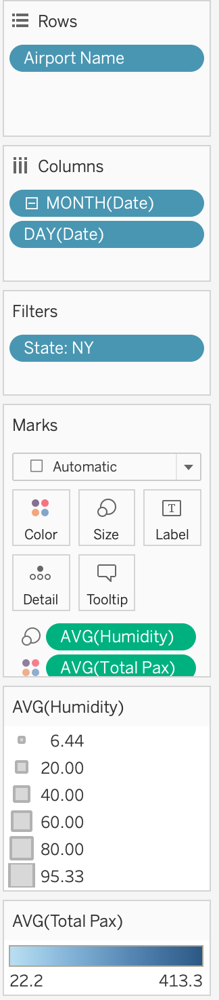 Rows
Airport Name
Columns
MONTH(Date)
DAY(Date)
Filters
State: NY
Marks
Automatic
Color Size T Label
Detail Tooltip
AVG(Humidity)
AVG(Total Pax)
AVG(Humidity)
6.44
20.00
40.00
60.00
80.00
95.33
AVG(Total Pax)
22.2 413.3